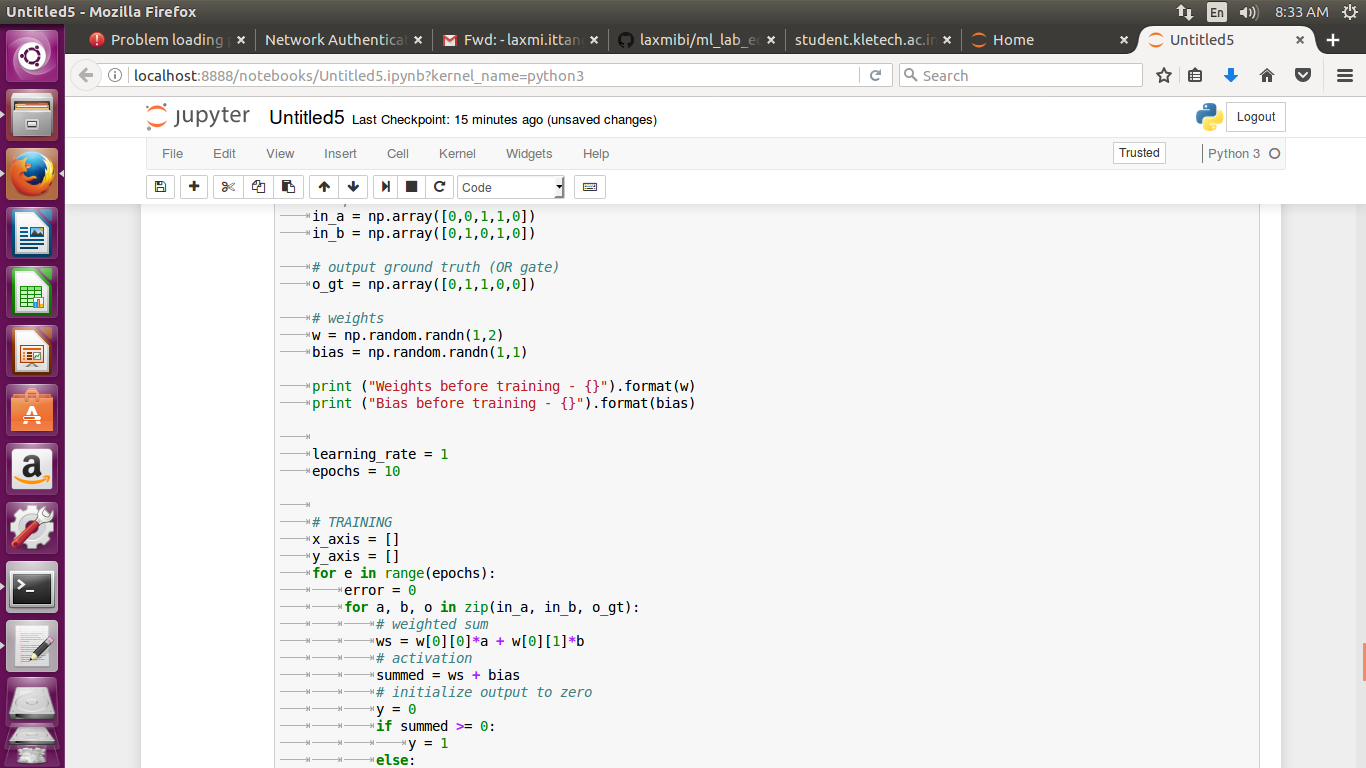 Untitled5 - Mozilla Firefox
En
8:33 AM
Problem loading
Network Authentica
Fwd: - laxmi.ittan
laxmibi/ml_lab_e
student.kletech.ac.i
Home
Untitled5
localhost:8888/notebooks/Untitled5.ipynb?kernel_name=python3
Search
jupyter Untitled5 Last Checkpoint: 15 minutes ago (unsaved changes)
Logout
File Edit View Insert Cell Kernel Widgets Help
Trusted
Python 3
Code
in_a = np.array([0,0,1,1,0])
in_b = np.array([0,1,0,1,0])
# output ground truth (OR gate)
o_gt = np.array([0,1,1,0,0])
# weights
w = np.random.randn(1,2)
bias = np.random.randn(1,1)
print ("Weights before training - {}").format(w)
print ("Bias before training - {}").format(bias)
learning_rate = 1
epochs = 10
# TRAINING
x_axis = []
y_axis = []
for e in range(epochs):
error = 0
for a, b, o in zip(in_a, in_b, o_gt):
# weighted sum
ws = w[0][0]*a + w[0][1]*b
# activation
summed = ws + bias
# initialize output to zero
y = 0
if summed >= 0:
y = 1
else: